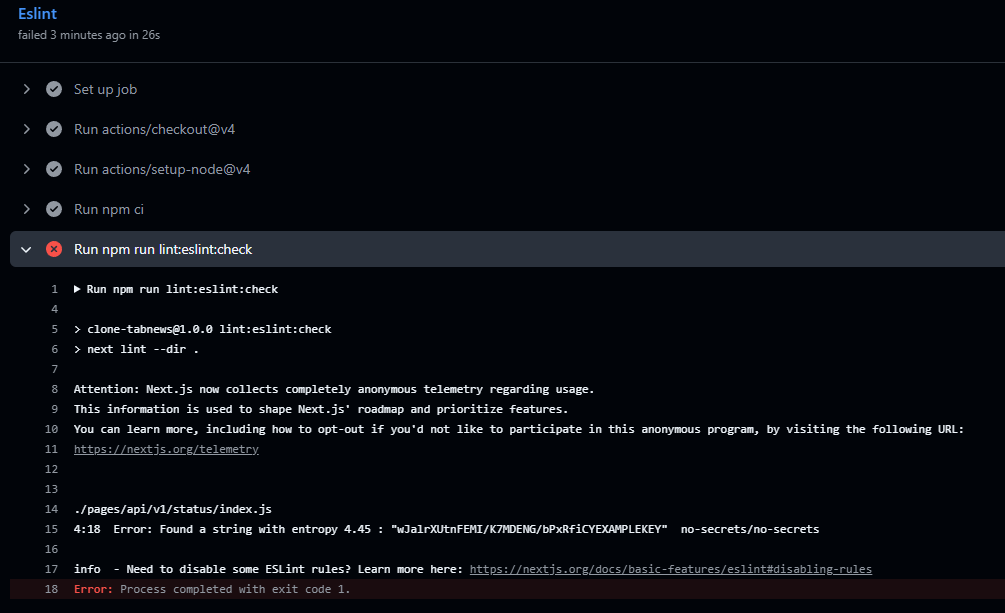 Eslint
failed 3 minutes ago in 26s
Set up job
Run actions/checkout@v4
Run actions/setup-node@v4
Run npm ci
Run npm run lint:eslint:check
1 Run npm run lint:eslint:check
4
5 > clone-tabnews@1.0.0 lint:eslint:check
6 > next lint --dir .
7
8 Attention: Next.js now collects completely anonymous telemetry regarding usage.
9 This information is used to shape Next.js' roadmap and prioritize features.
10 You can learn more, including how to opt-out if you'd not like to participate in this anonymous program, by visiting the following URL:
11 https://nextjs.org/telemetry
12
13
14 ./pages/api/v1/status/index.js
15 4:18  Error: Found a string with entropy 4.45 : "wJalrXUtnFEMI/K7MDENG/bPxRfiCYEXAMPLEKEY"  no-secrets/no-secrets
16
17 info  - Need to disable some ESLint rules? Learn more here: https://nextjs.org/docs/basic-features/eslint#disabling-rules
18 Error: Process completed with exit code 1.